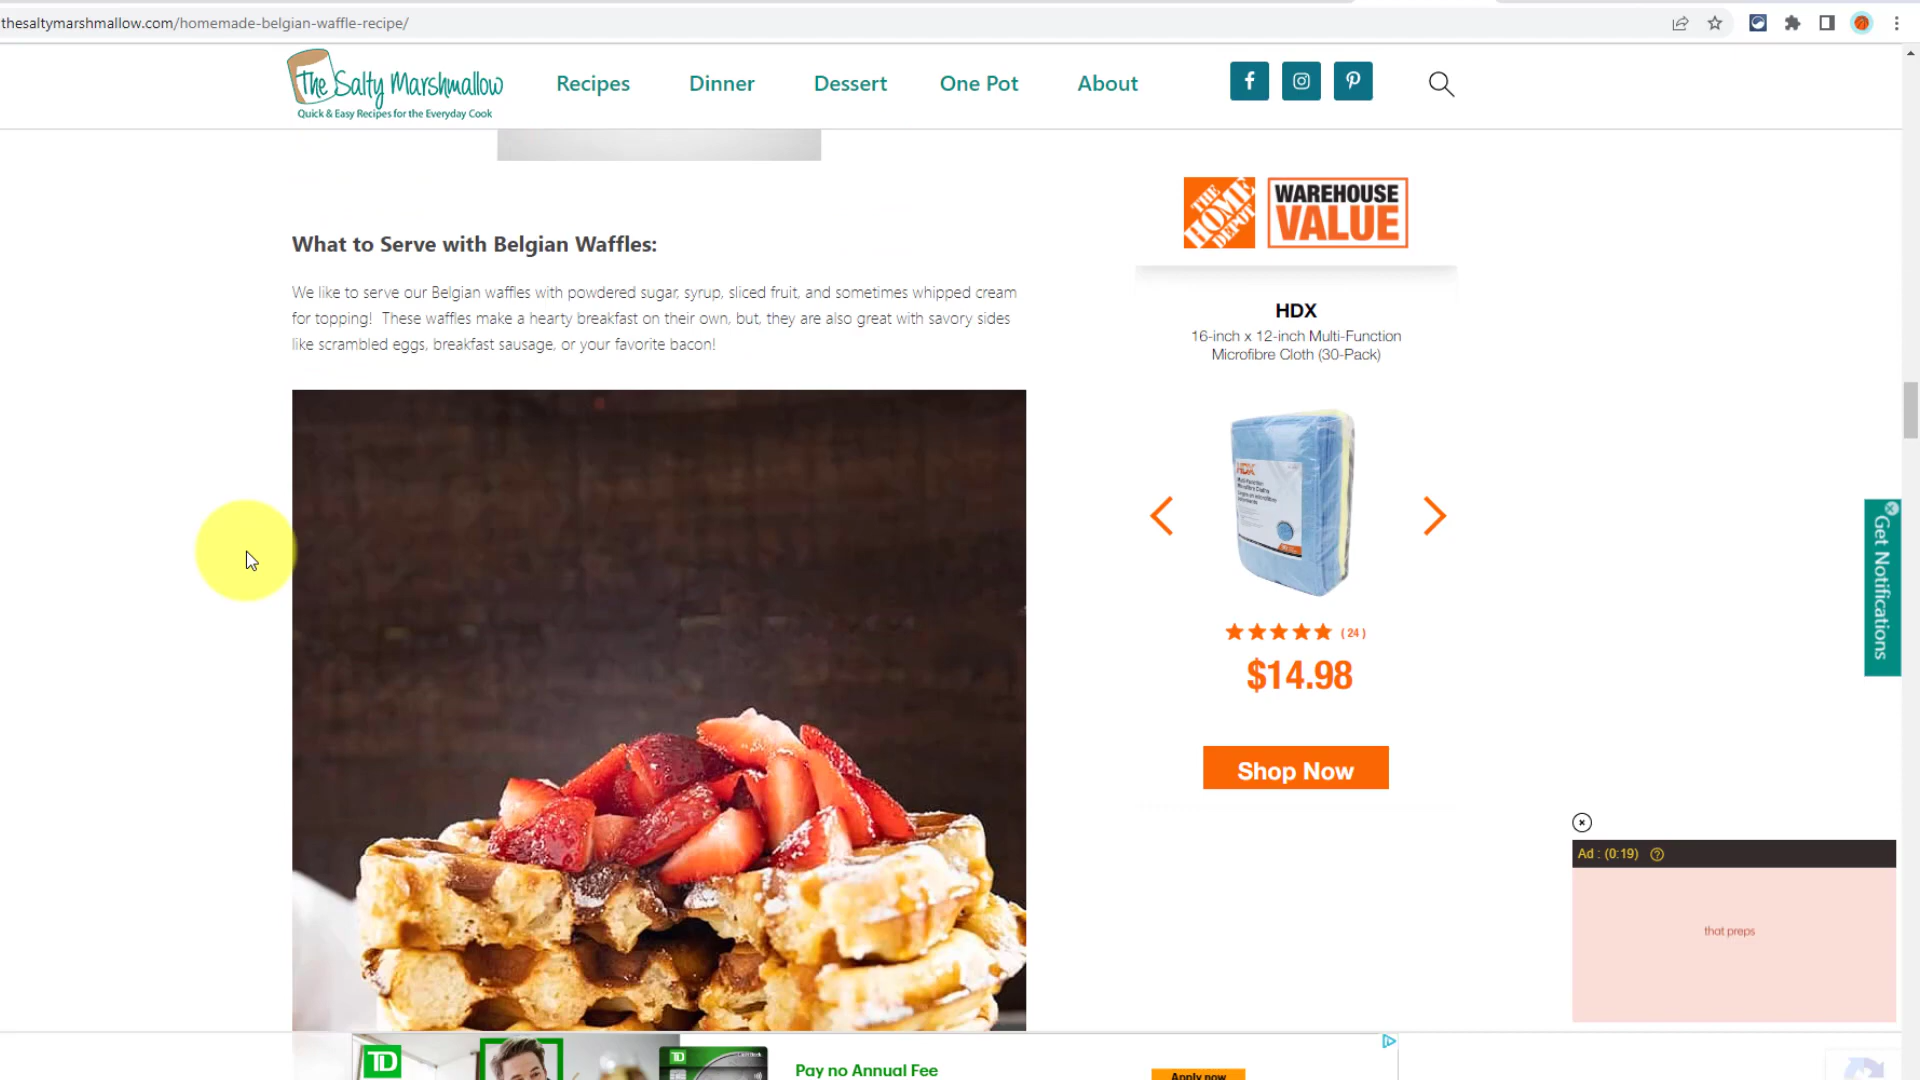 thesaltymarshmallow.com/homemade-belgian-waffle-recipe/
The Salty Marshmallow
Quick & Easy Recipes for the Everyday Cook
Recipes
Dinner
Dessert
One Pot
About
THE HOME DEPOT
WAREHOUSE
VALUE
What to Serve with Belgian Waffles:
We like to serve our Belgian waffles with powdered sugar, syrup, sliced fruit, and sometimes whipped cream
for topping! These waffles make a hearty breakfast on their own, but, they are also great with savory sides
like scrambled eggs, breakfast sausage, or your favorite bacon!
HDX
16-inch x 12-inch Multi-Function
Microfibre Cloth (30-Pack)
HDX
( 24 )
$14.98
Shop Now
Get Notifications
Ad : (0:19)
that preps
TD
TD
Pay no Annual Fee
Apply now